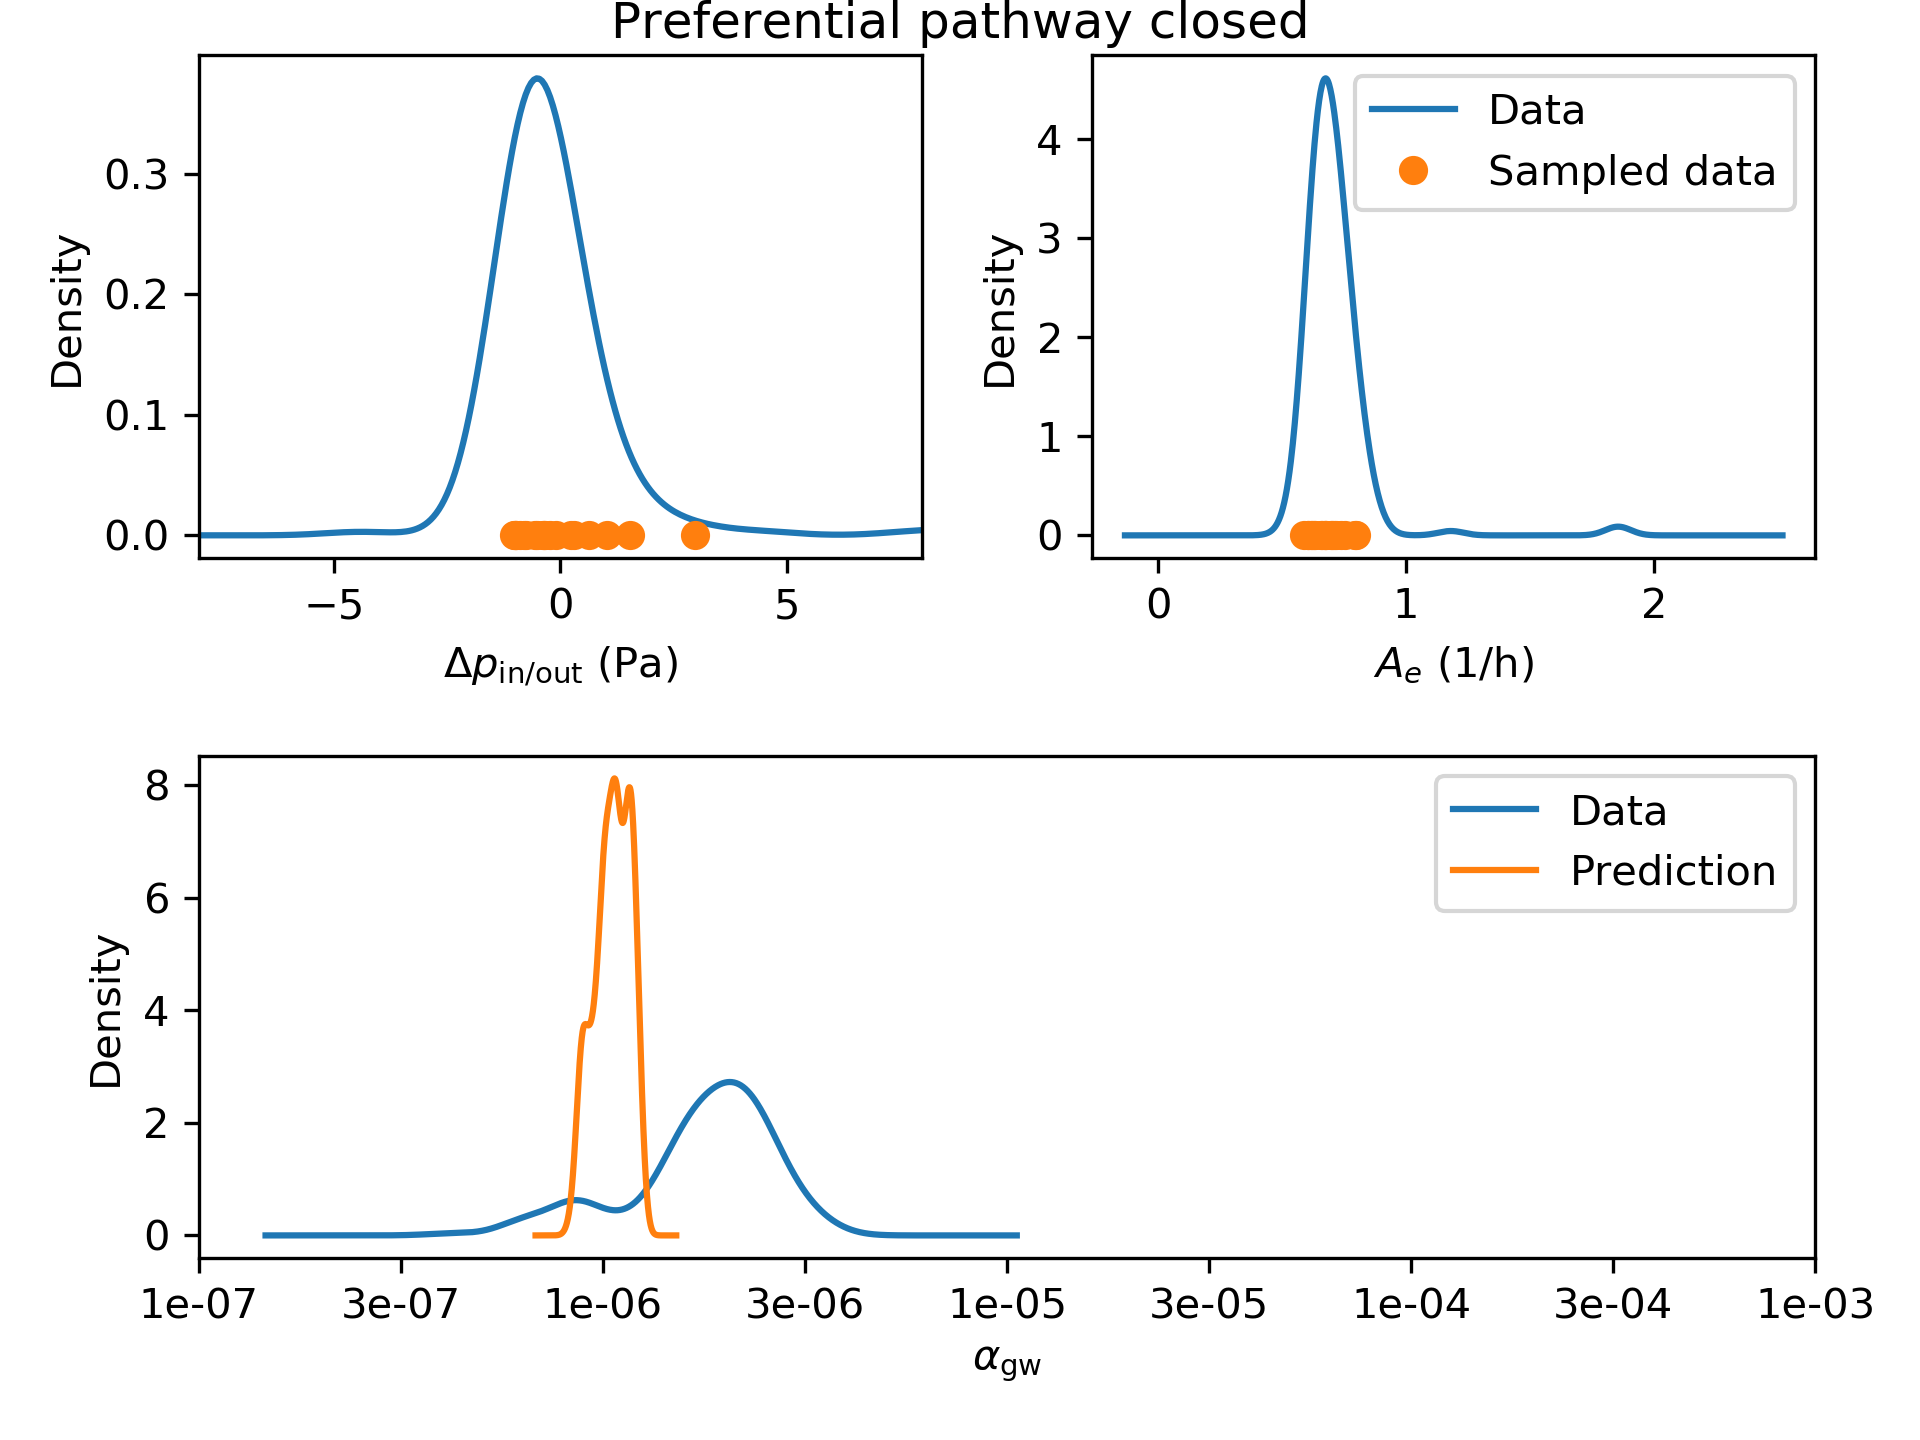 Preferential pathway closed
Density
0.3
0.2
0.1
0.0
−5 0 5
Δp_in/out (Pa)
Density
4
3
2
1
0
0 1 2
A_e (1/h)
Data
Sampled data
Density
8
6
4
2
0
1e-07 3e-07 1e-06 3e-06 1e-05 3e-05 1e-04 3e-04 1e-03
α_gw
Data
Prediction